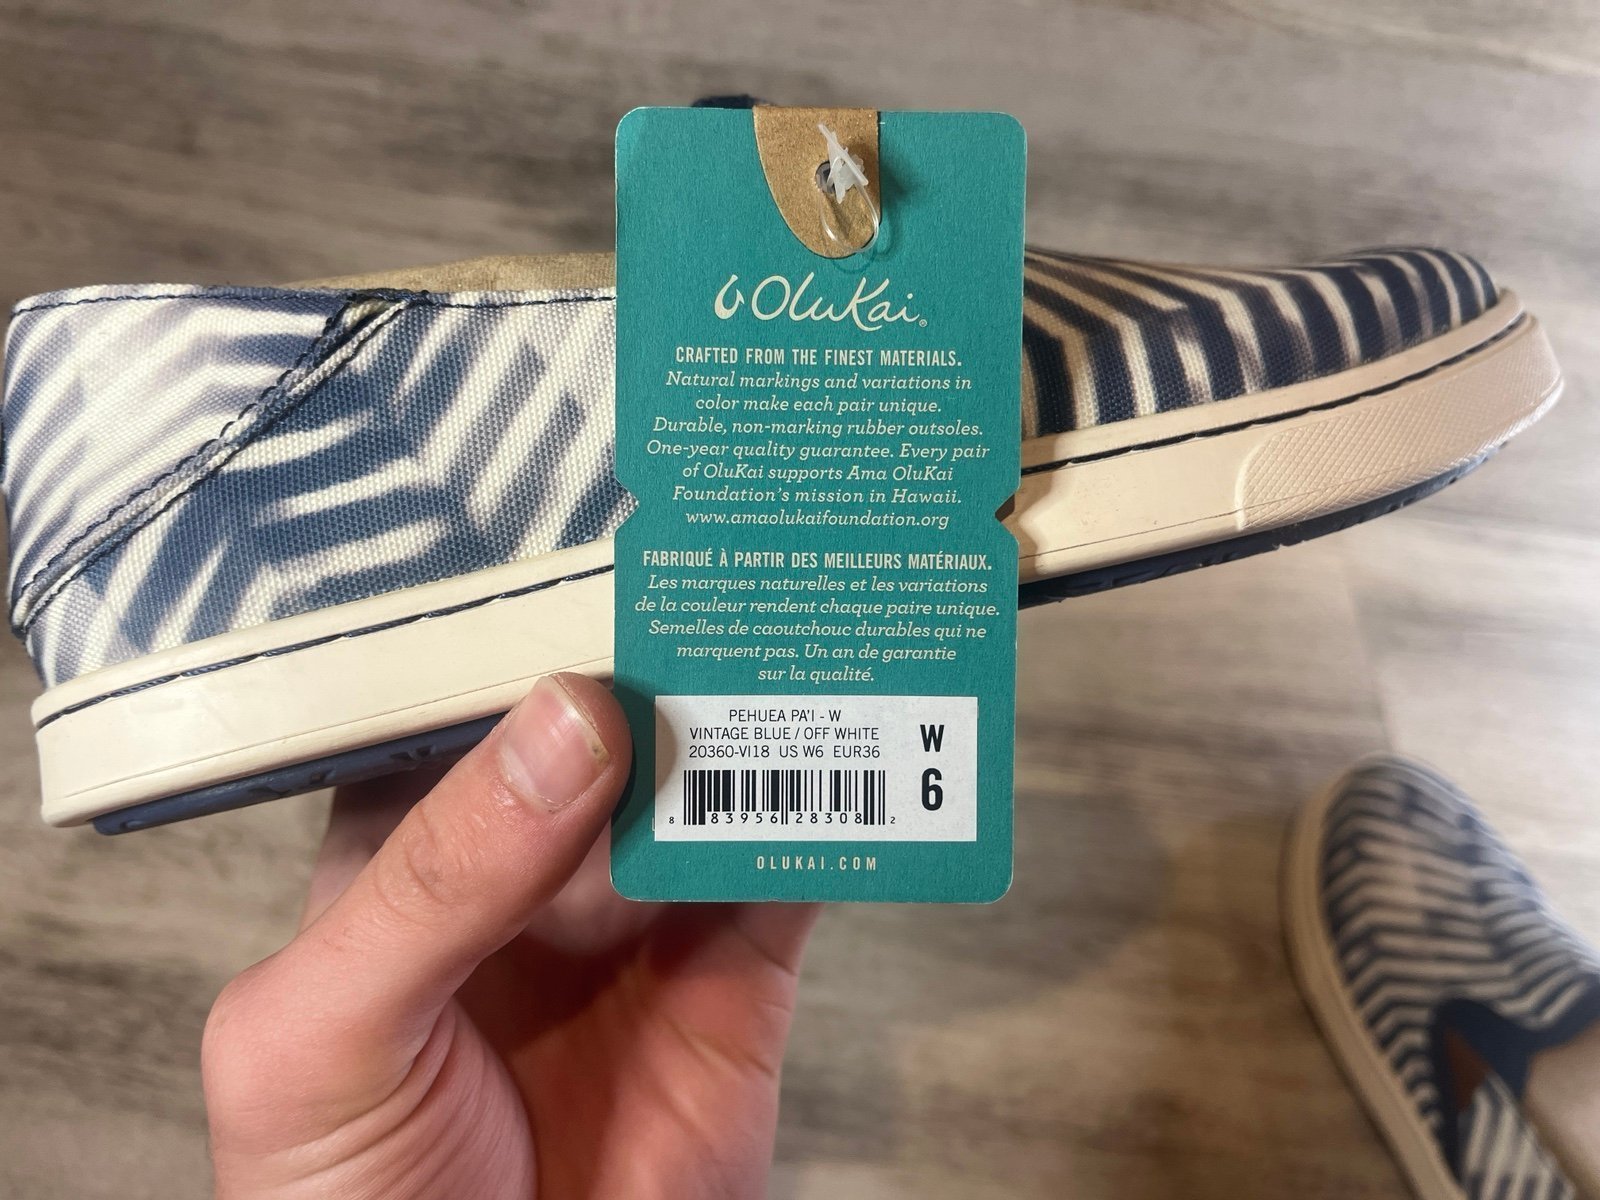 OluKai®
CRAFTED FROM THE FINEST MATERIALS.
Natural markings and variations in
color make each pair unique.
Durable, non-marking rubber outsoles.
One-year quality guarantee. Every pair
of OluKai supports Ama OluKai
Foundation's mission in Hawaii.
www.amaolukaifoundation.org
FABRIQUÉ À PARTIR DES MEILLEURS MATÉRIAUX.
Les marques naturelles et les variations
de la couleur rendent chaque paire unique.
Semelles de caoutchouc durables qui ne
marquent pas. Un an de garantie
sur la qualité.
PEHUEA PA'I - W
VINTAGE BLUE / OFF WHITE
20360-VI18 US W6 EUR36
W
6
8 83956 28308 2
OLUKAI.COM